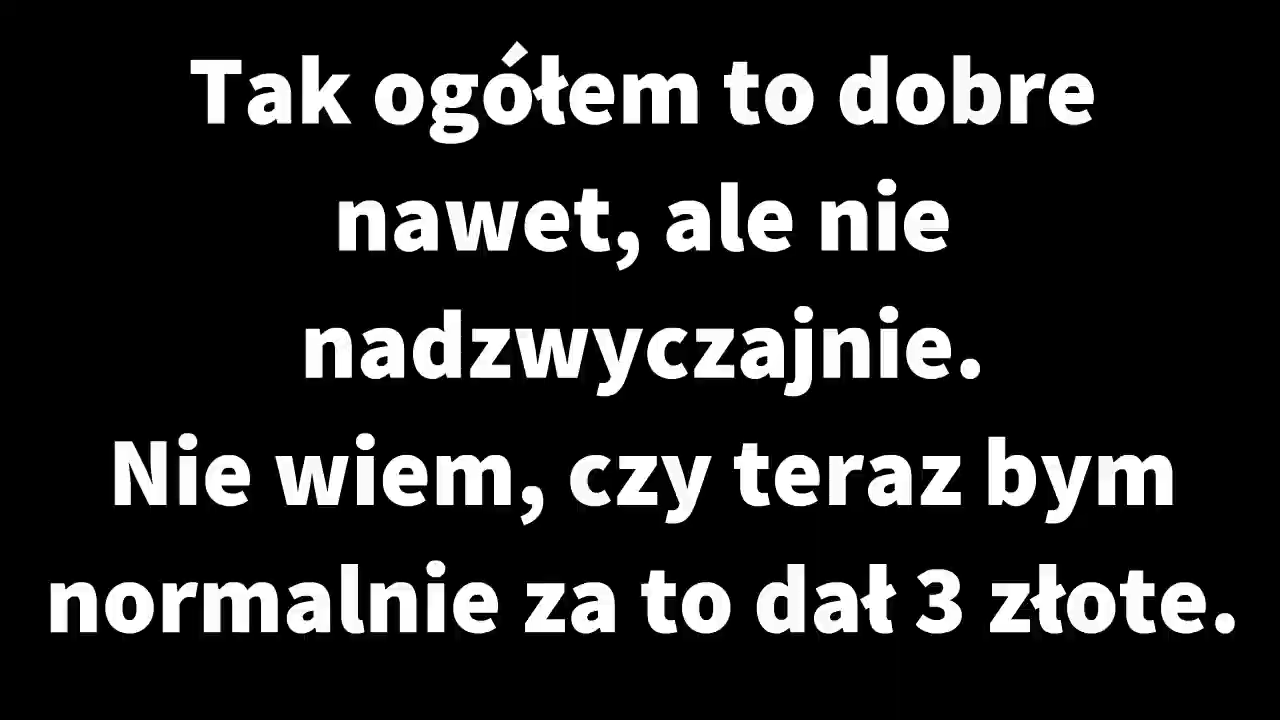 Tak ogółem to dobre
nawet, ale nie
nadzwyczajnie.
Nie wiem, czy teraz bym
normalnie za to dał 3 złote.